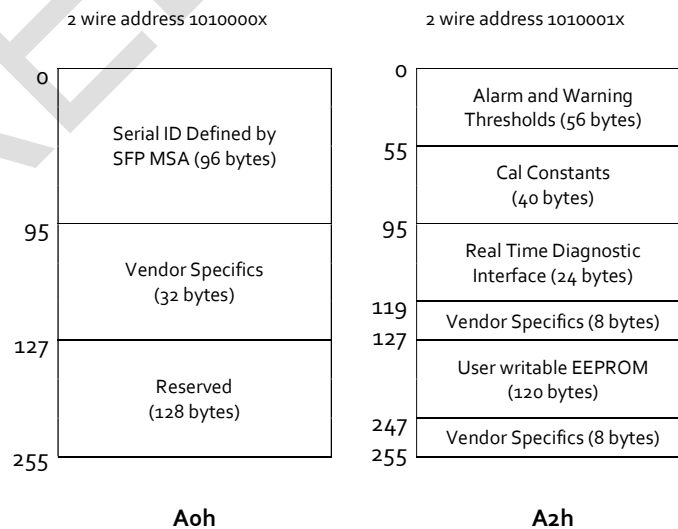 2 wire address 1010000x
0
Serial ID Defined by
SFP MSA (96 bytes)
95
Vendor Specifics
(32 bytes)
127
Reserved
(128 bytes)
255
A0h
2 wire address 1010001x
0
Alarm and Warning
Thresholds (56 bytes)
55
Cal Constants
(40 bytes)
95
Real Time Diagnostic
Interface (24 bytes)
119
Vendor Specifics (8 bytes)
127
User writable EEPROM
(120 bytes)
247
Vendor Specifics (8 bytes)
255
A2h